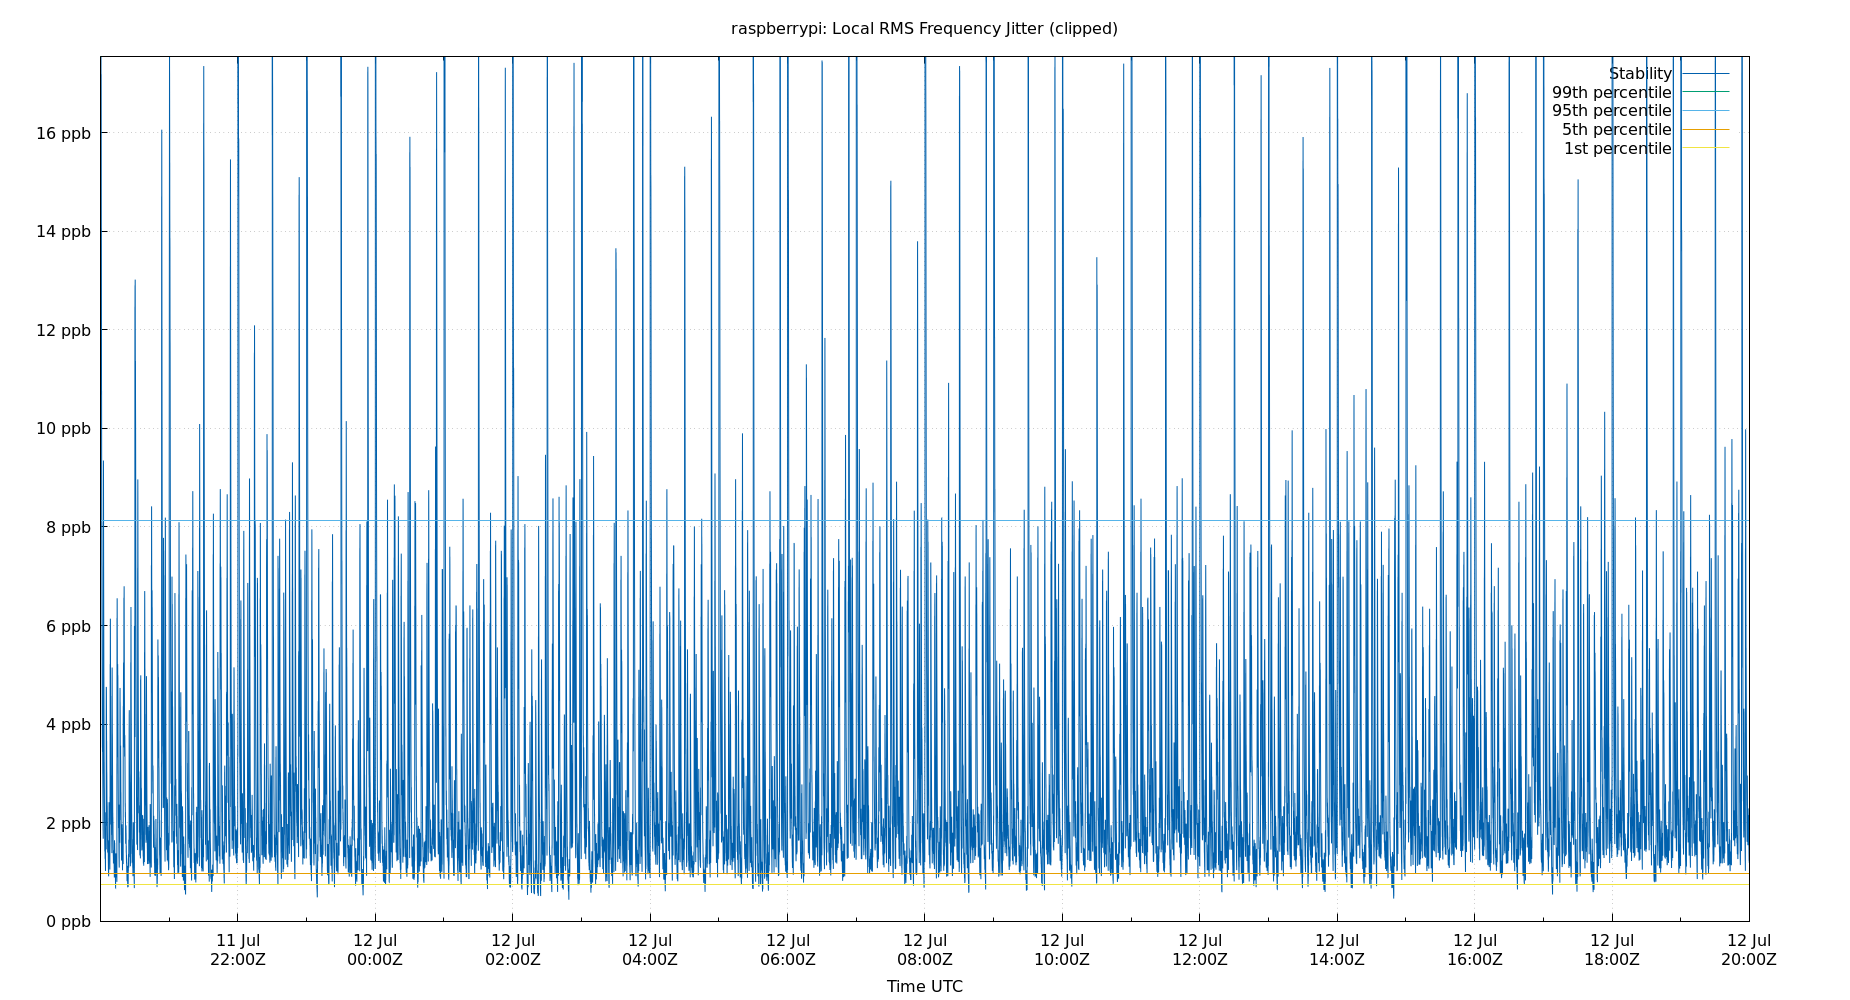 raspberrypi: Local RMS Frequency Jitter (clipped)
Stability
99th percentile
95th percentile
5th percentile
1st percentile
16 ppb
14 ppb
12 ppb
10 ppb
8 ppb
6 ppb
4 ppb
2 ppb
0 ppb
11 Jul 12 Jul 12 Jul 12 Jul 12 Jul 12 Jul 12 Jul 12 Jul 12 Jul 12 Jul 12 Jul 12 Jul
22:00Z 00:00Z 02:00Z 04:00Z 06:00Z 08:00Z 10:00Z 12:00Z 14:00Z 16:00Z 18:00Z 20:00Z
Time UTC